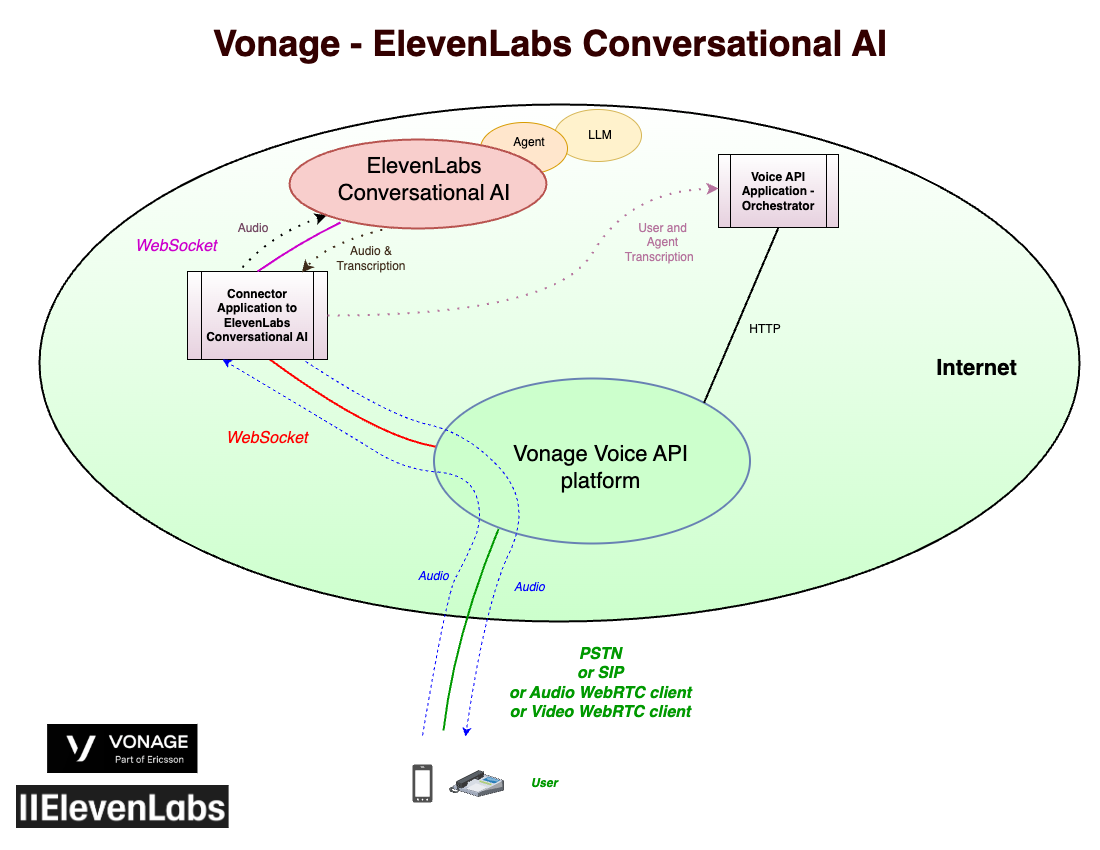 Vonage - ElevenLabs Conversational AI
Agent
LLM
ElevenLabs
Conversational AI
Voice API
Application -
Orchestrator
Audio
WebSocket
Audio &
Transcription
User and
Agent
Transcription
Connector
Application to
ElevenLabs
Conversational AI
HTTP
Internet
WebSocket
Vonage Voice API
platform
Audio
Audio
PSTN
or SIP
or Audio WebRTC client
or Video WebRTC client
VONAGE
Part of Ericsson
User
IIElevenLabs